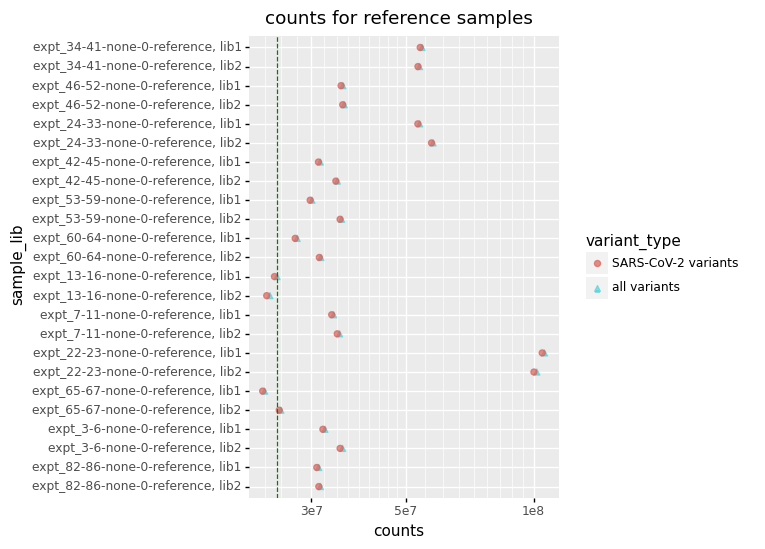 counts for reference samples
expt_34-41-none-0-reference, lib1
expt_34-41-none-0-reference, lib2
expt_46-52-none-0-reference, lib1
expt_46-52-none-0-reference, lib2
expt_24-33-none-0-reference, lib1
expt_24-33-none-0-reference, lib2
expt_42-45-none-0-reference, lib1
expt_42-45-none-0-reference, lib2
expt_53-59-none-0-reference, lib1
expt_53-59-none-0-reference, lib2
expt_60-64-none-0-reference, lib1
expt_60-64-none-0-reference, lib2
expt_13-16-none-0-reference, lib1
expt_13-16-none-0-reference, lib2
expt_7-11-none-0-reference, lib1
expt_7-11-none-0-reference, lib2
expt_22-23-none-0-reference, lib1
expt_22-23-none-0-reference, lib2
expt_65-67-none-0-reference, lib1
expt_65-67-none-0-reference, lib2
expt_3-6-none-0-reference, lib1
expt_3-6-none-0-reference, lib2
expt_82-86-none-0-reference, lib1
expt_82-86-none-0-reference, lib2
sample_lib
3e7 5e7 1e8
counts
variant_type
SARS-CoV-2 variants
all variants